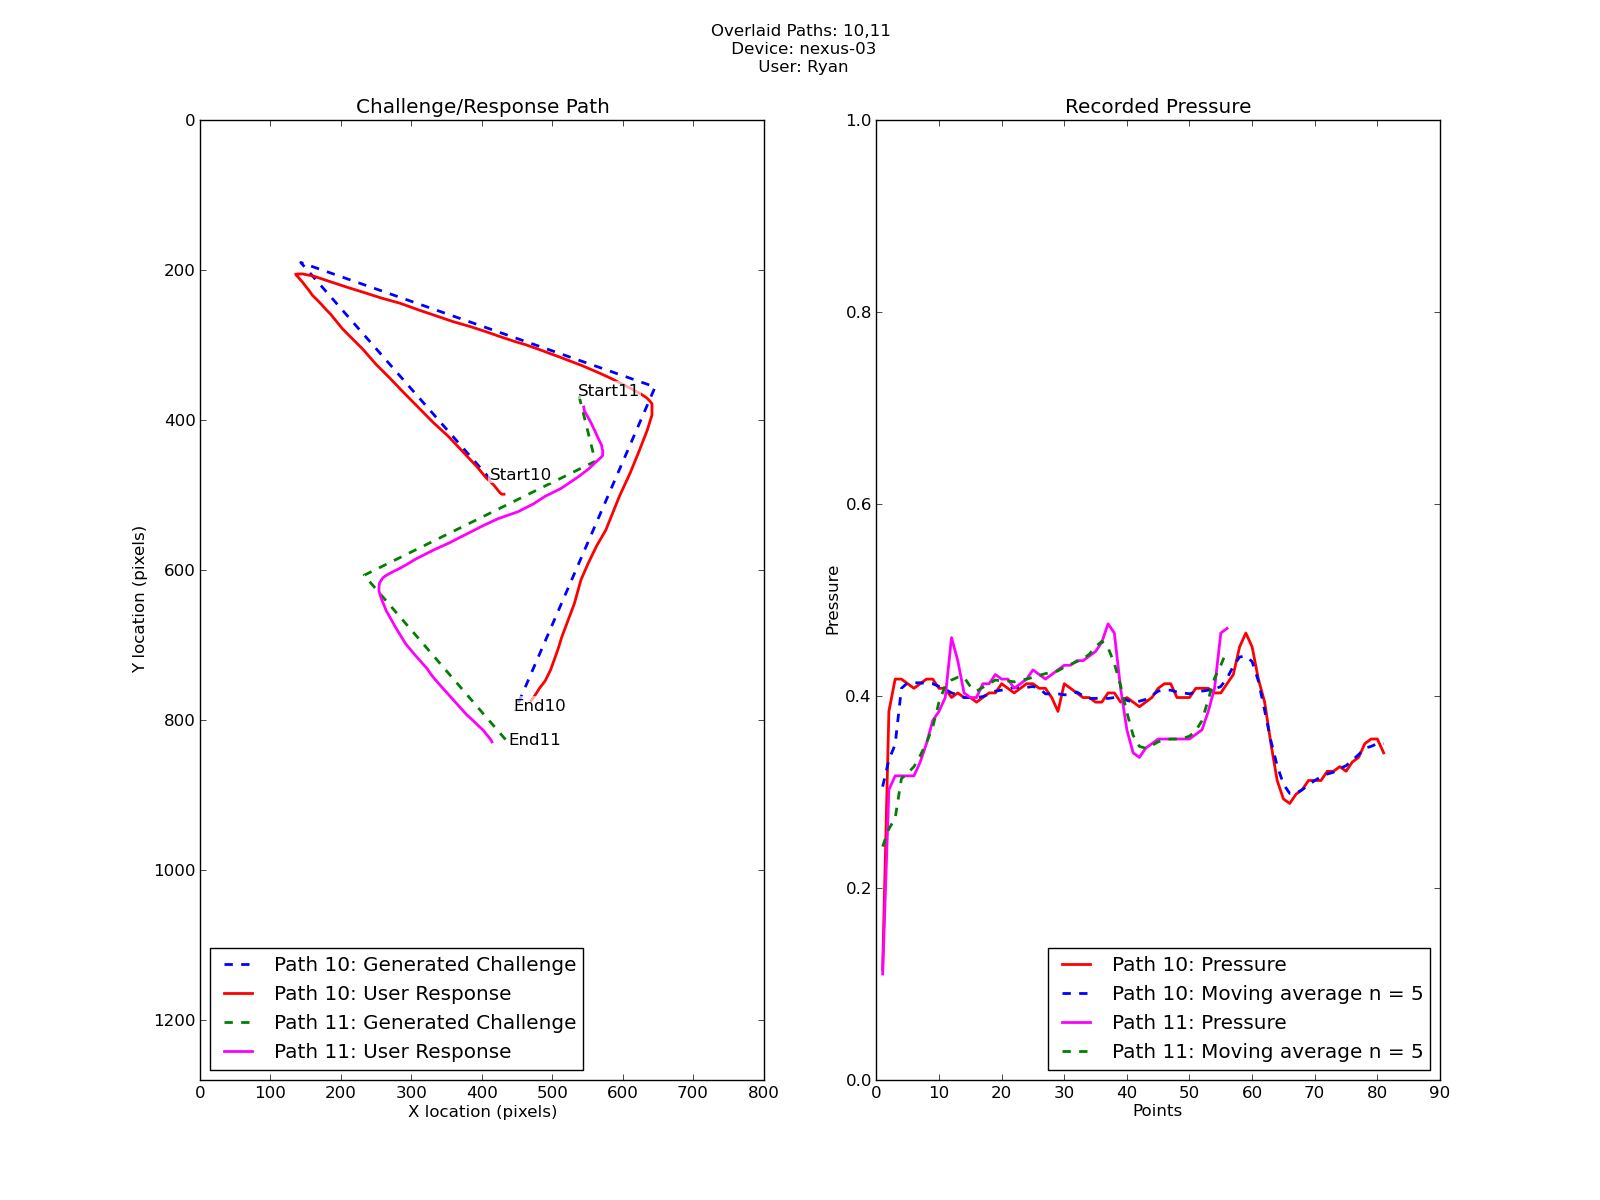 Overlaid Paths: 10,11
Device: nexus-03
User: Ryan
Challenge/Response Path
0
200
400
600
800
1000
1200
Y location (pixels)
Start11
Start10
End10
End11
Path 10: Generated Challenge
Path 10: User Response
Path 11: Generated Challenge
Path 11: User Response
0 100 200 300 400 500 600 700 800
X location (pixels)
Recorded Pressure
1.0
0.8
0.6
0.4
0.2
0.0
Pressure
Path 10: Pressure
Path 10: Moving average n = 5
Path 11: Pressure
Path 11: Moving average n = 5
0 10 20 30 40 50 60 70 80 90
Points